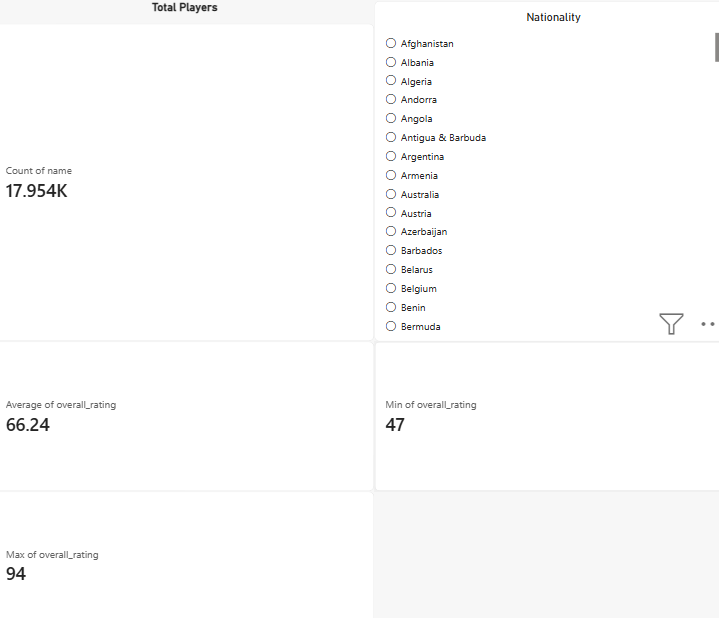 Total Players
Count of name
17.954K
Nationality
Afghanistan
Albania
Algeria
Andorra
Angola
Antigua & Barbuda
Argentina
Armenia
Australia
Austria
Azerbaijan
Barbados
Belarus
Belgium
Benin
Bermuda
Average of overall_rating
66.24
Min of overall_rating
47
Max of overall_rating
94